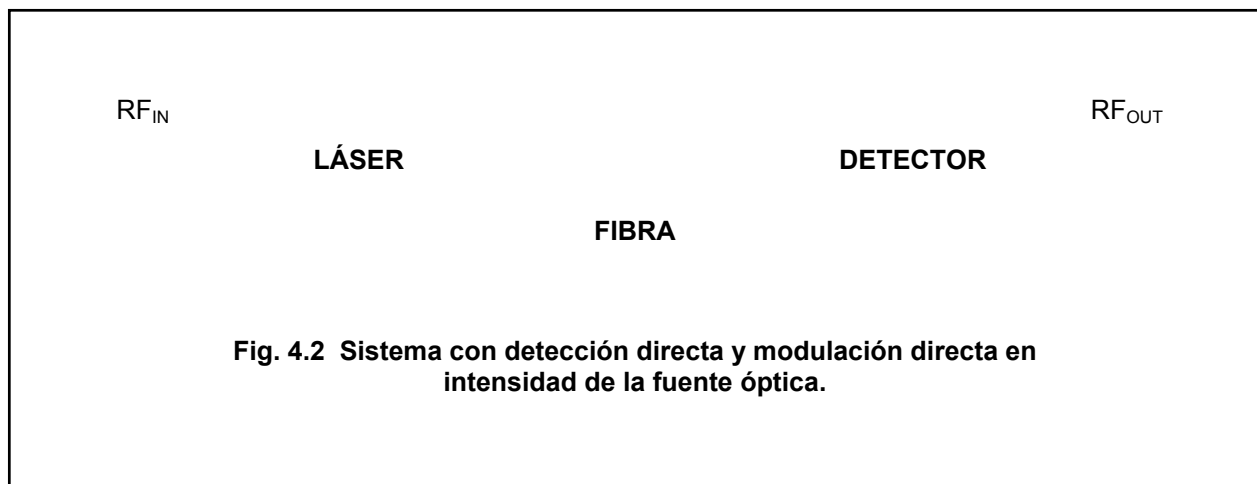 RF_IN
RF_OUT
LÁSER
DETECTOR
FIBRA
Fig. 4.2 Sistema con detección directa y modulación directa en
intensidad de la fuente óptica.